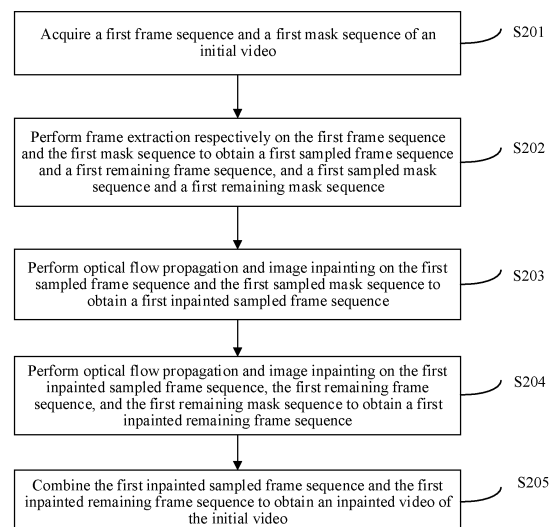 Acquire a first frame sequence and a first mask sequence of an
initial video
S201
Perform frame extraction respectively on the first frame sequence
and the first mask sequence to obtain a first sampled frame sequence
and a first remaining frame sequence, and a first sampled mask
sequence and a first remaining mask sequence
S202
Perform optical flow propagation and image inpainting on the first
sampled frame sequence and the first sampled mask sequence to
obtain a first inpainted sampled frame sequence
S203
Perform optical flow propagation and image inpainting on the first
inpainted sampled frame sequence, the first remaining frame
sequence, and the first remaining mask sequence to obtain a first
inpainted remaining frame sequence
S204
Combine the first inpainted sampled frame sequence and the first
inpainted remaining frame sequence to obtain an inpainted video of
the initial video
S205